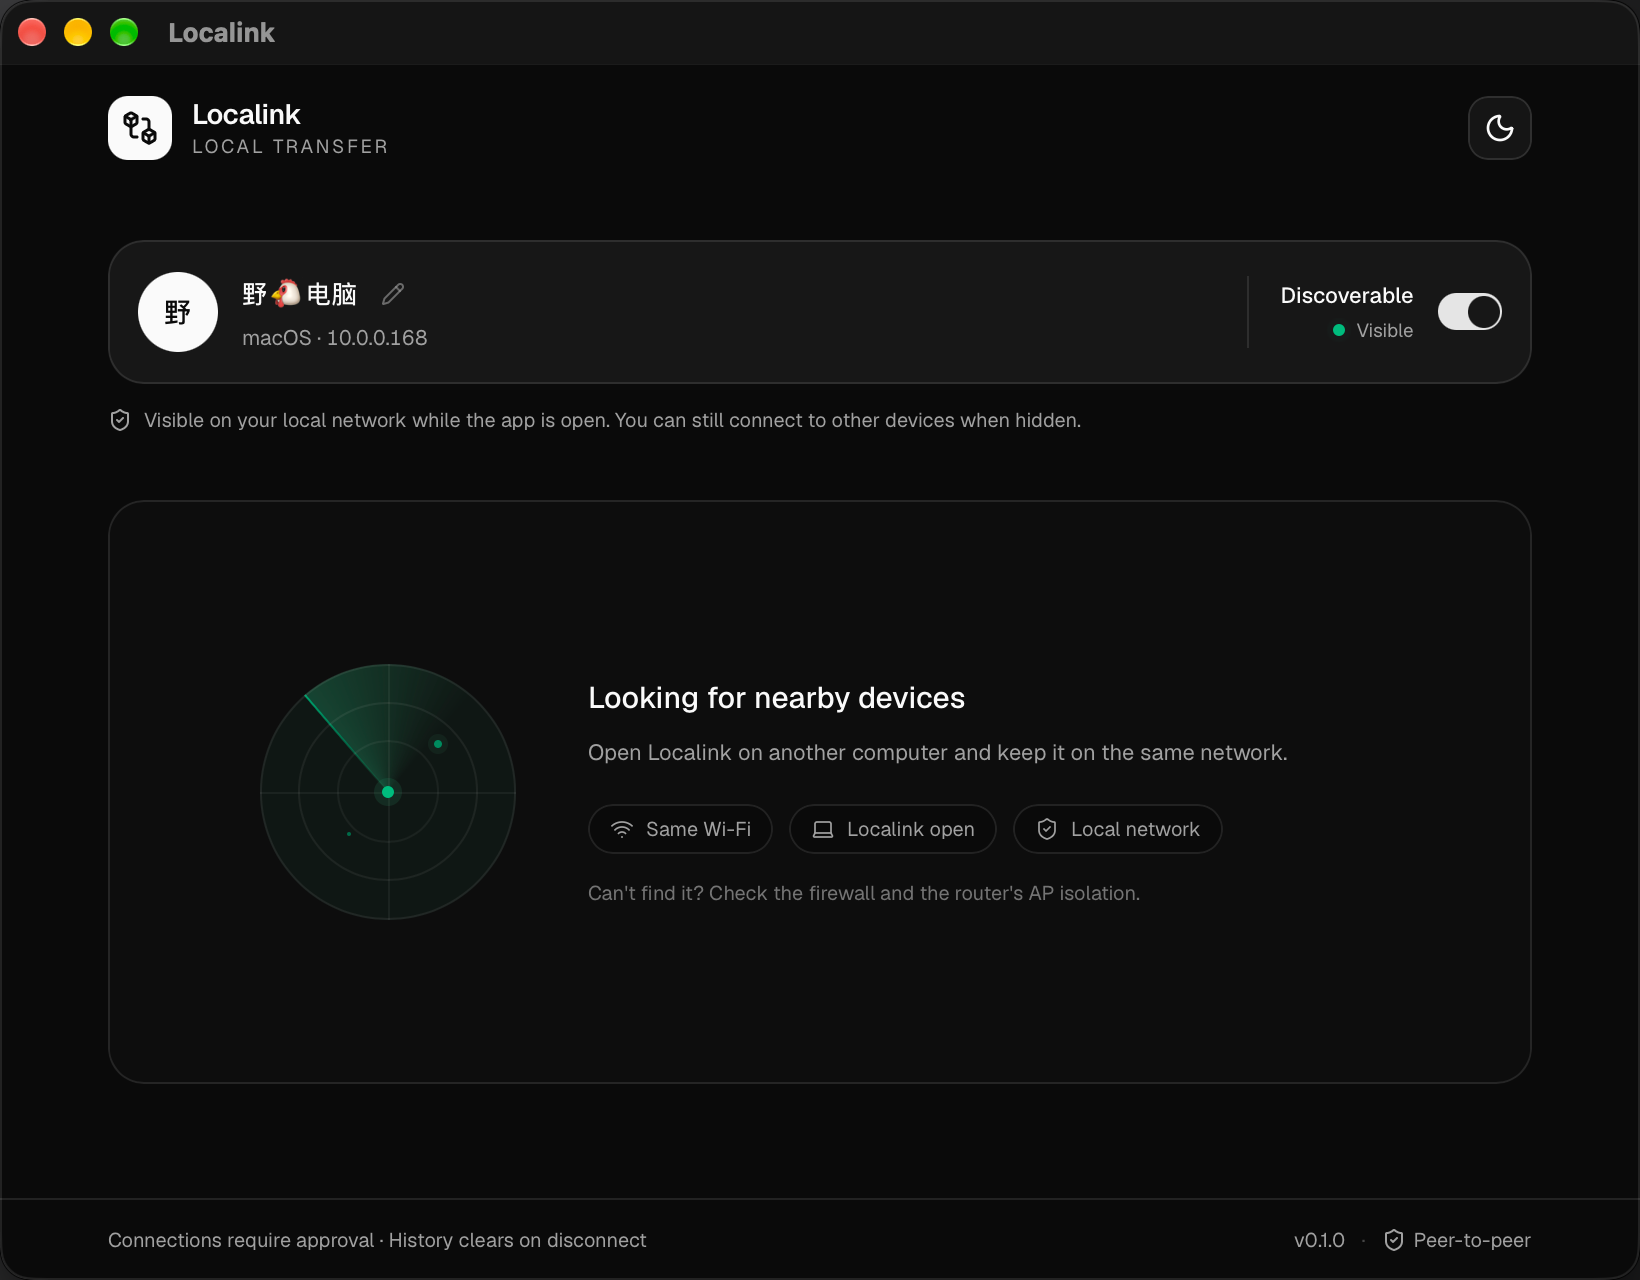 Localink
Localink
LOCAL TRANSFER
野
野🐔电脑
macOS · 10.0.0.168
Discoverable
Visible
Visible on your local network while the app is open. You can still connect to other devices when hidden.
Looking for nearby devices
Open Localink on another computer and keep it on the same network.
Same Wi-Fi
Localink open
Local network
Can't find it? Check the firewall and the router's AP isolation.
Connections require approval · History clears on disconnect
v0.1.0 · Peer-to-peer